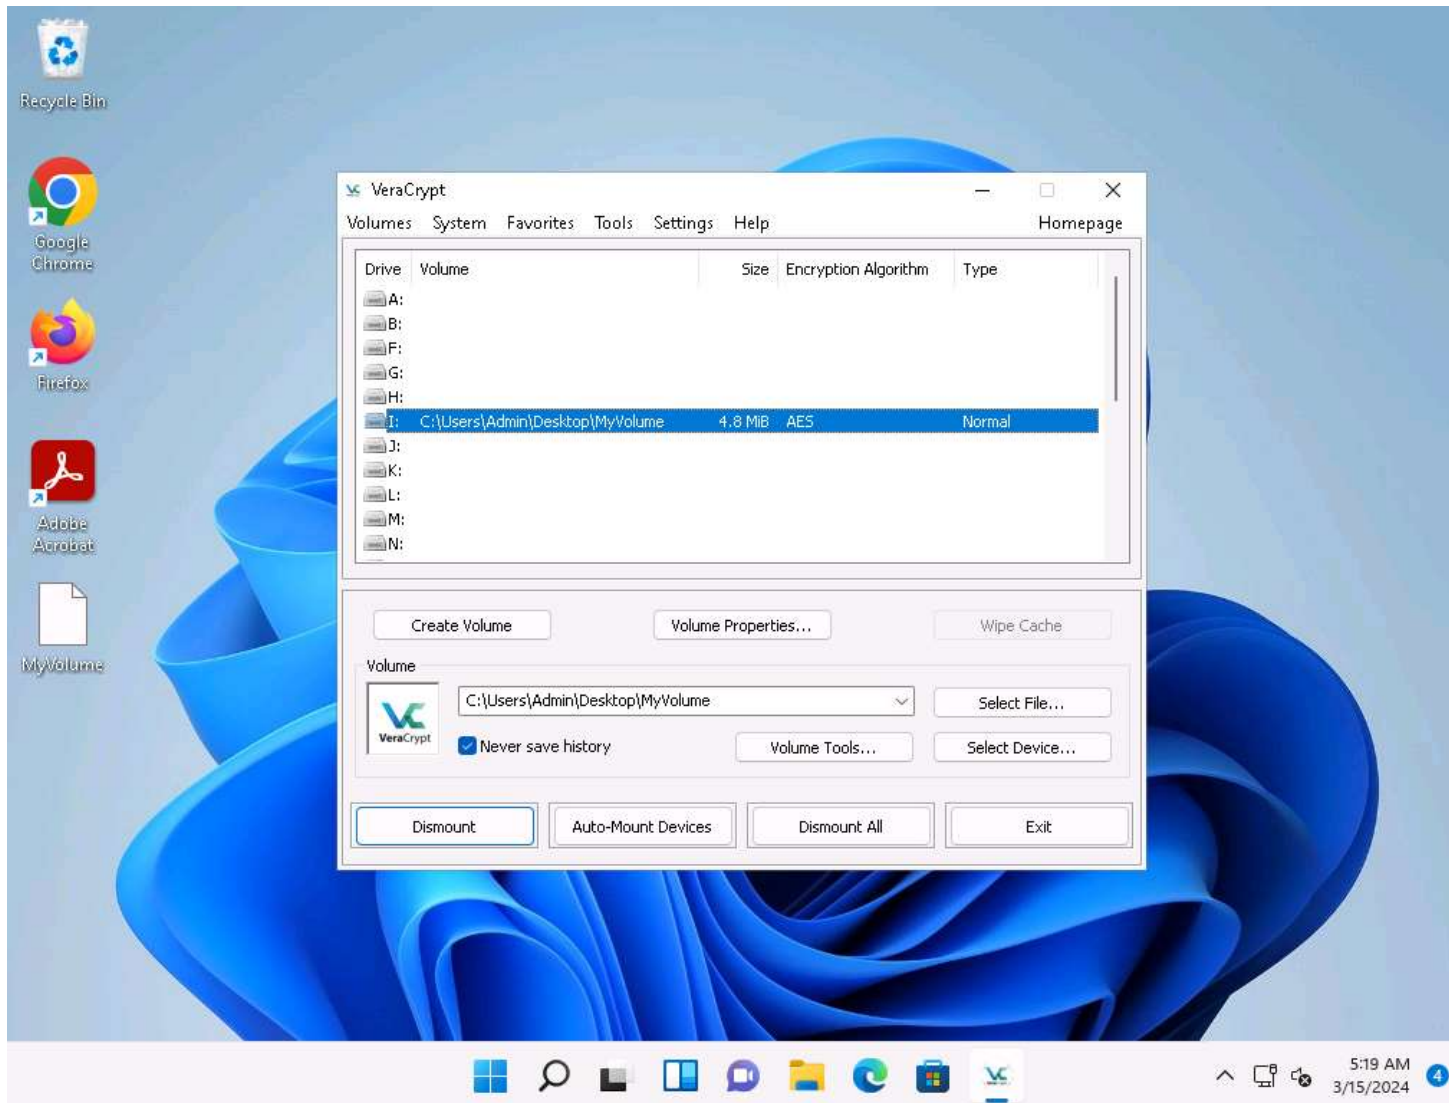 Recycle Bin
Google
Chrome
Firefox
Adobe
Acrobat
MyVolume
VeraCrypt
Volumes System Favorites Tools Settings Help Homepage
Drive Volume Size Encryption Algorithm Type
A:
B:
F:
G:
H:
I: C:\Users\Admin\Desktop\MyVolume 4.8 MiB AES Normal
J:
K:
L:
M:
N:
Create Volume Volume Properties... Wipe Cache
Volume
VeraCrypt
C:\Users\Admin\Desktop\MyVolume Select File...
Never save history Volume Tools... Select Device...
Dismount Auto-Mount Devices Dismount All Exit
5:19 AM
3/15/2024
4